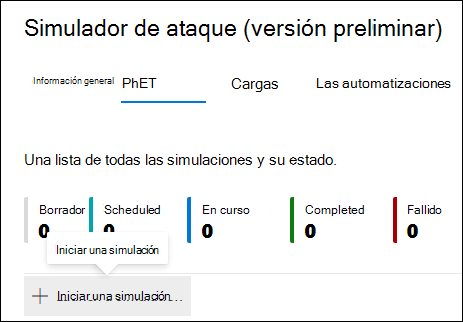 Simulador de ataque (versión preliminar)
Información general PhET Cargas Las automatizaciones
Una lista de todas las simulaciones y su estado.
Borrador Scheduled En curso Completed Fallido
0 0 0 0 0
Iniciar una simulación
+ Iniciar una simulación...